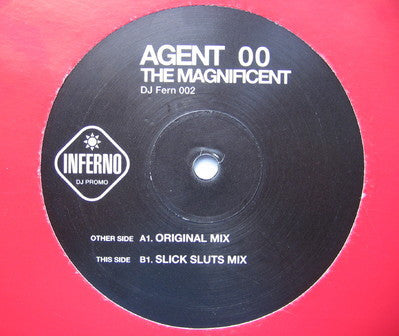 AGENT 00
THE MAGNIFICENT
DJ Fern 002
INFERNO
DJ PROMO
OTHER SIDE A1. ORIGINAL MIX
THIS SIDE B1. SLICK SLUTS MIX